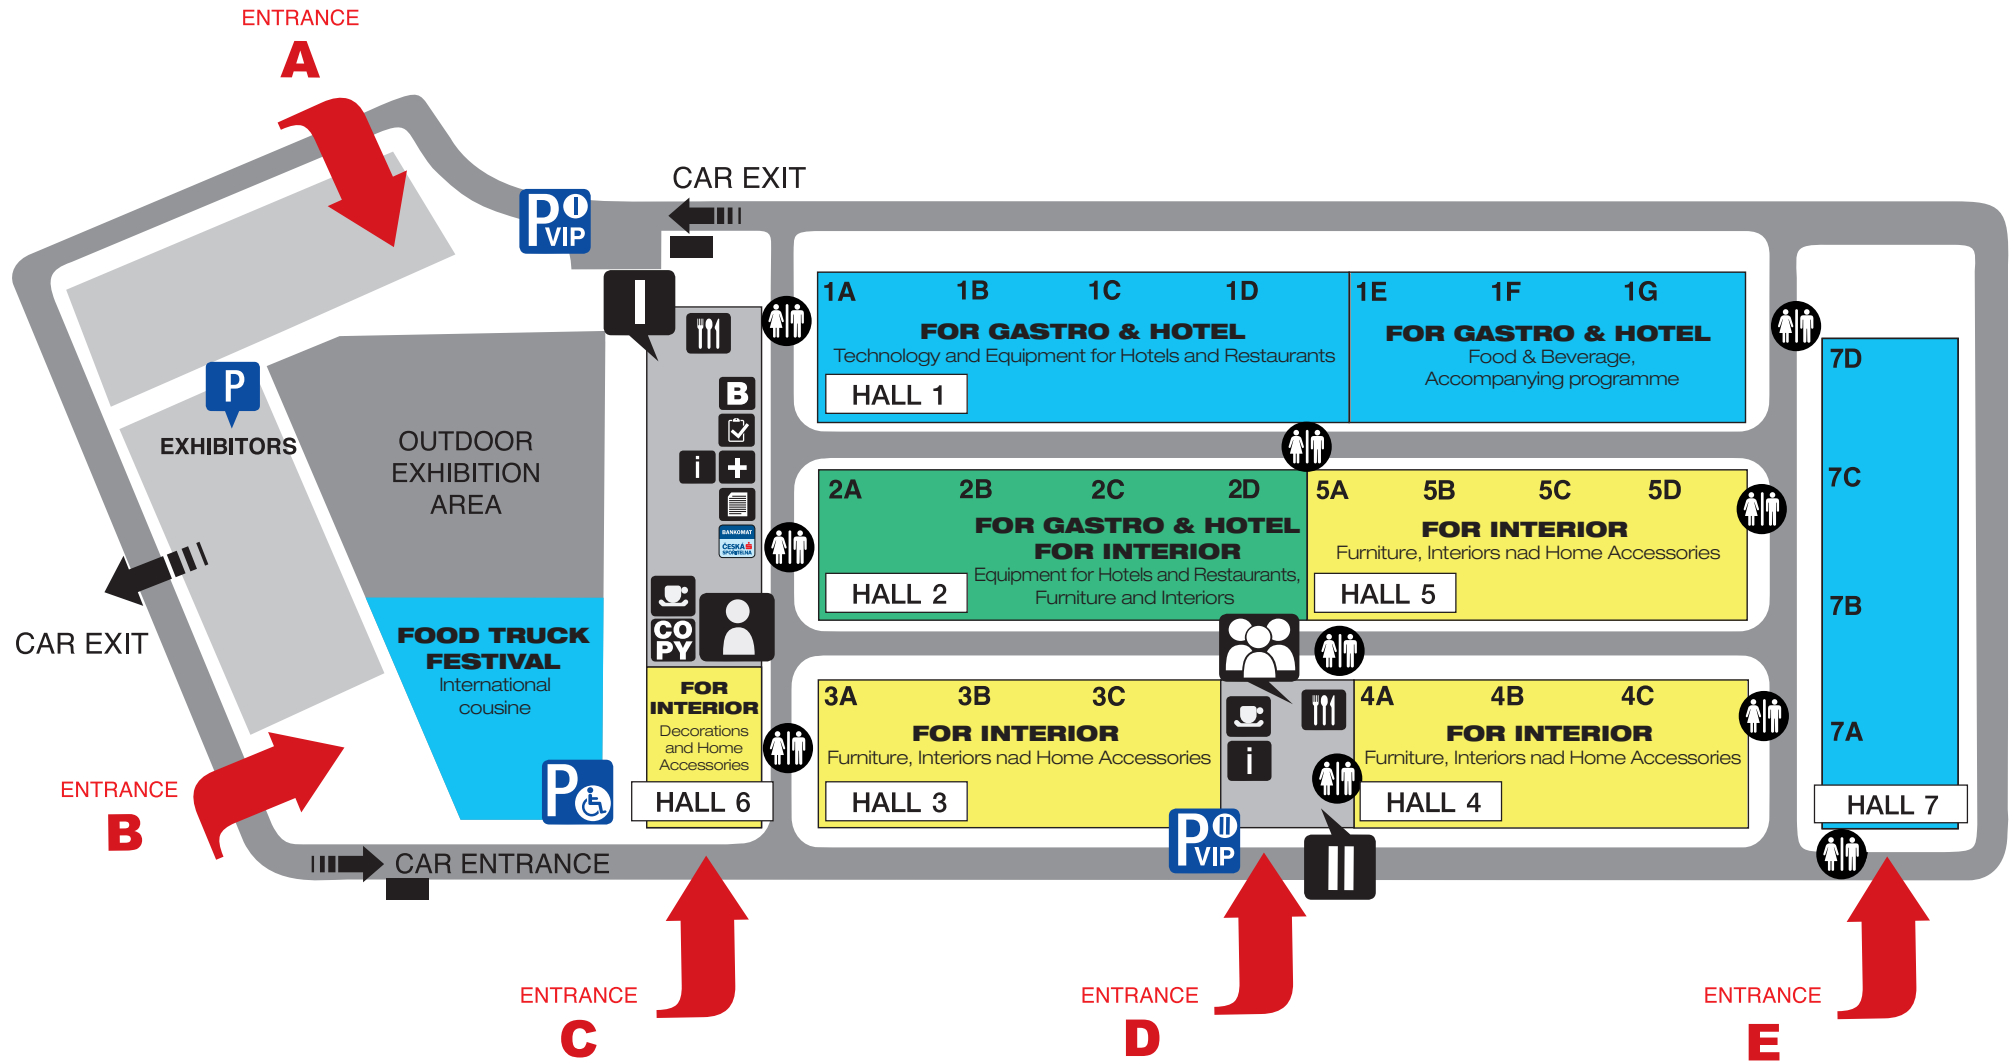 ENTRANCE
A
CAR EXIT
P I
VIP
I
1A 1B 1C 1D 1E 1F 1G
FOR GASTRO & HOTEL
Technology and Equipment for Hotels and Restaurants
HALL 1
FOR GASTRO & HOTEL
Food & Beverage,
Accompanying programme
7D
7C
7B
7A
HALL 7
P
EXHIBITORS
OUTDOOR
EXHIBITION
AREA
B
i +
BANKOMAT
ČESKÁ
SPOŘITELNA
2A 2B 2C 2D
FOR GASTRO & HOTEL
FOR INTERIOR
Equipment for Hotels and Restaurants,
Furniture and Interiors
HALL 2
5A 5B 5C 5D
FOR INTERIOR
Furniture, Interiors nad Home Accessories
HALL 5
CAR EXIT
FOOD TRUCK
FESTIVAL
International
cousine
CO
PY
FOR
INTERIOR
Decorations
and Home
Accessories
HALL 6
3A 3B 3C
FOR INTERIOR
Furniture, Interiors nad Home Accessories
HALL 3
i
4A 4B 4C
FOR INTERIOR
Furniture, Interiors nad Home Accessories
HALL 4
ENTRANCE
B
P
P II
VIP
II
CAR ENTRANCE
ENTRANCE
C
ENTRANCE
D
ENTRANCE
E